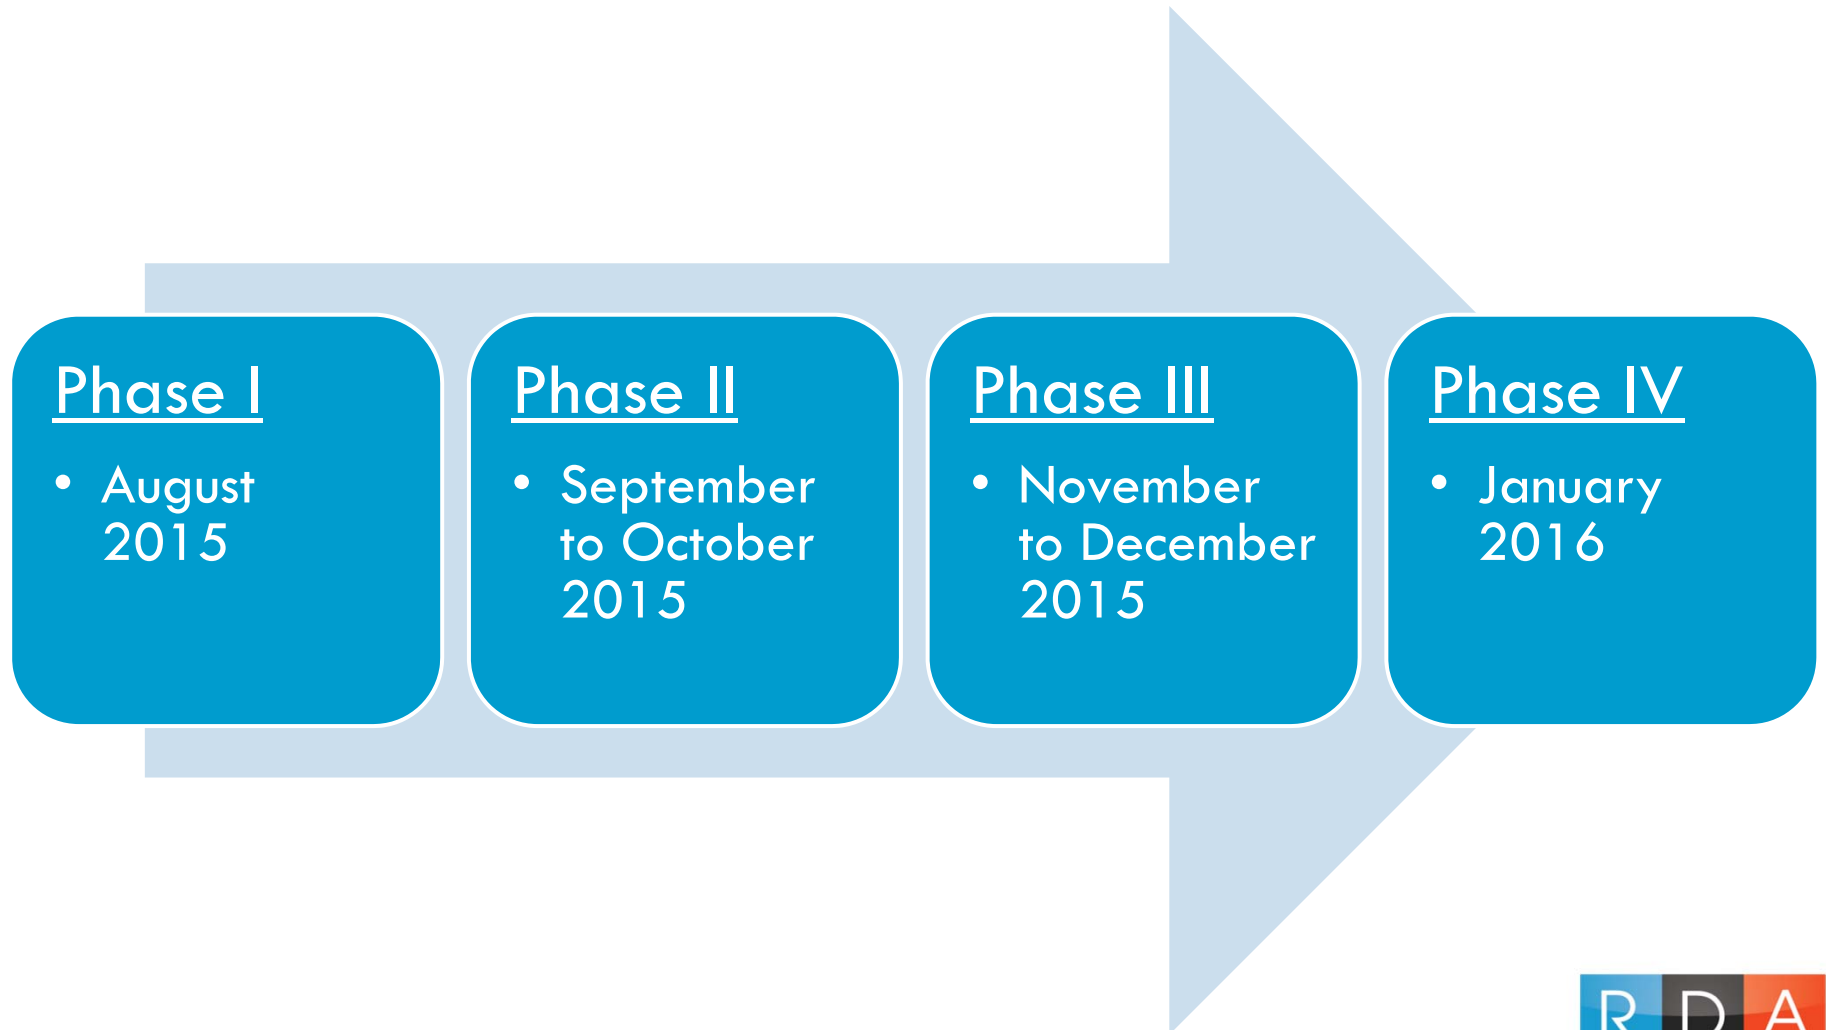 Phase I
• August
2015
Phase II
• September
to October
2015
Phase III
• November
to December
2015
Phase IV
• January
2016
RDA